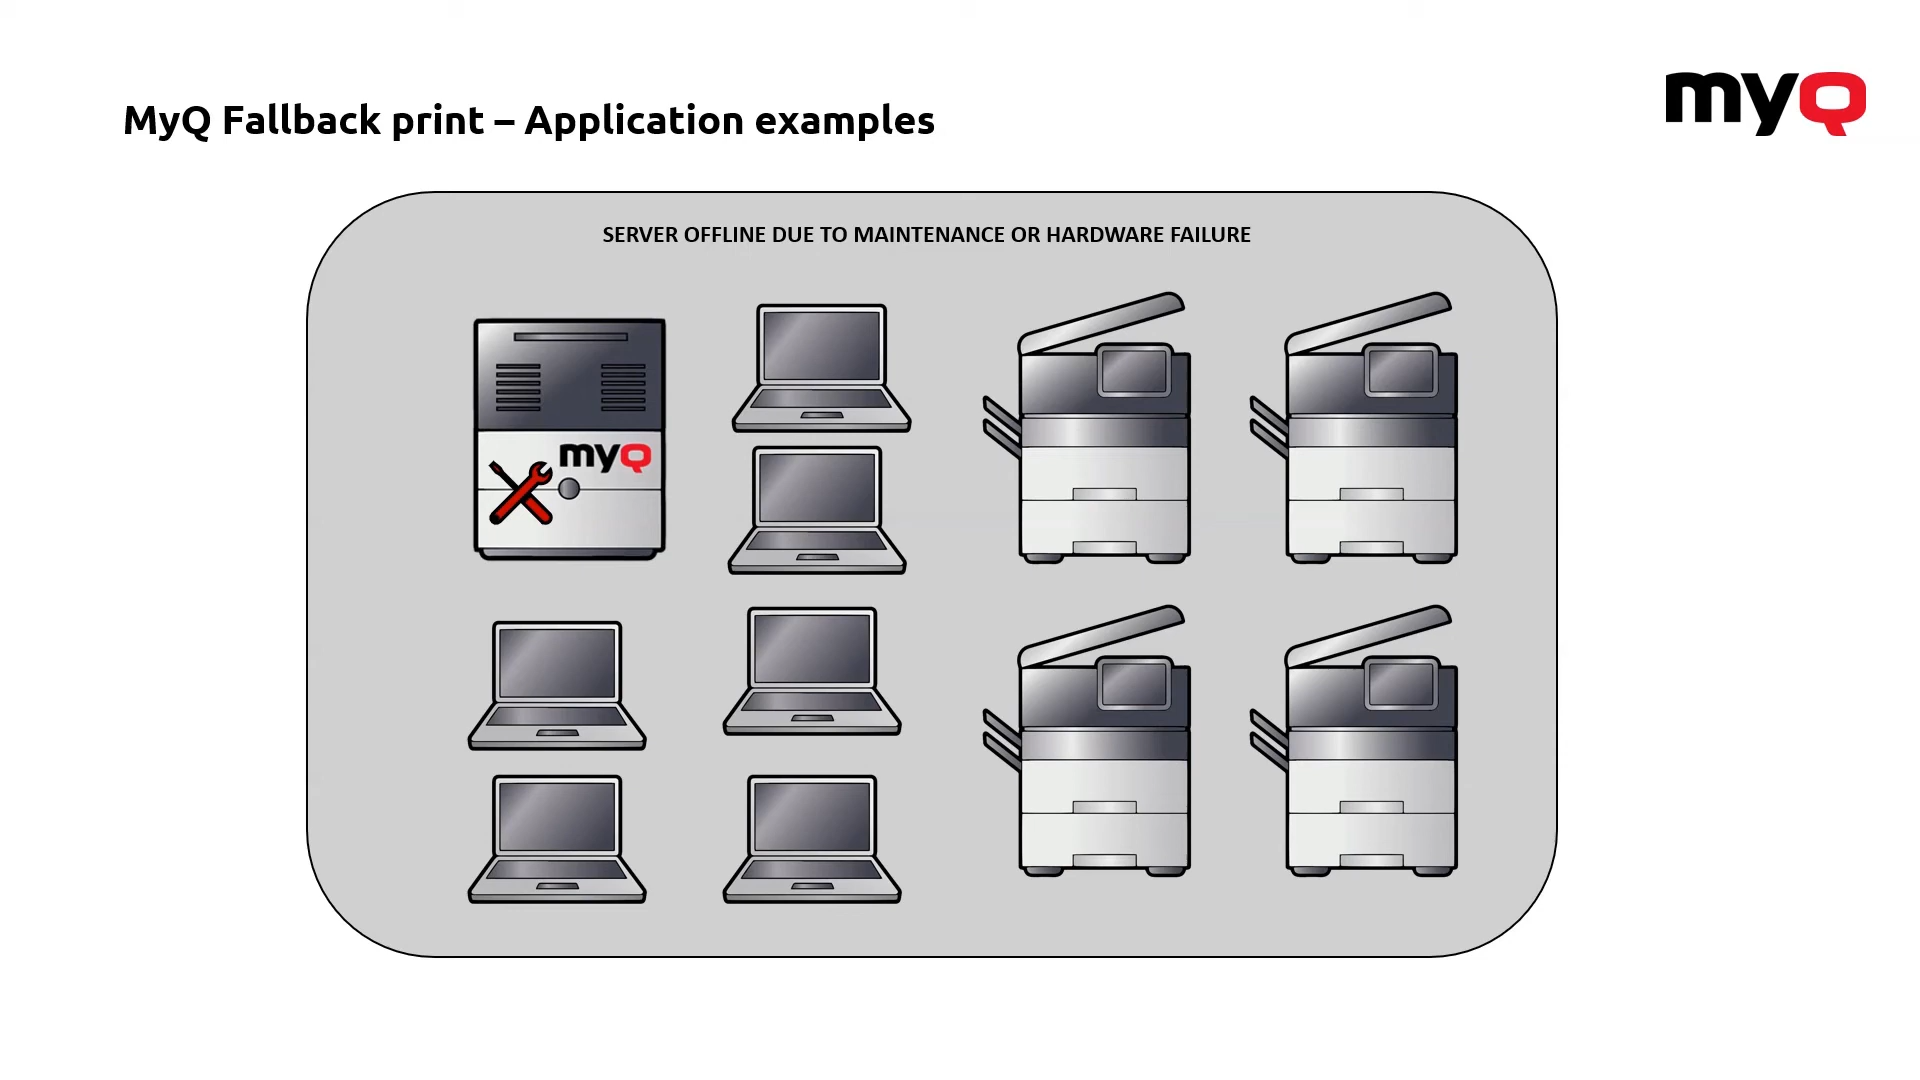 MyQ Fallback print – Application examples
myQ
SERVER OFFLINE DUE TO MAINTENANCE OR HARDWARE FAILURE
myQ